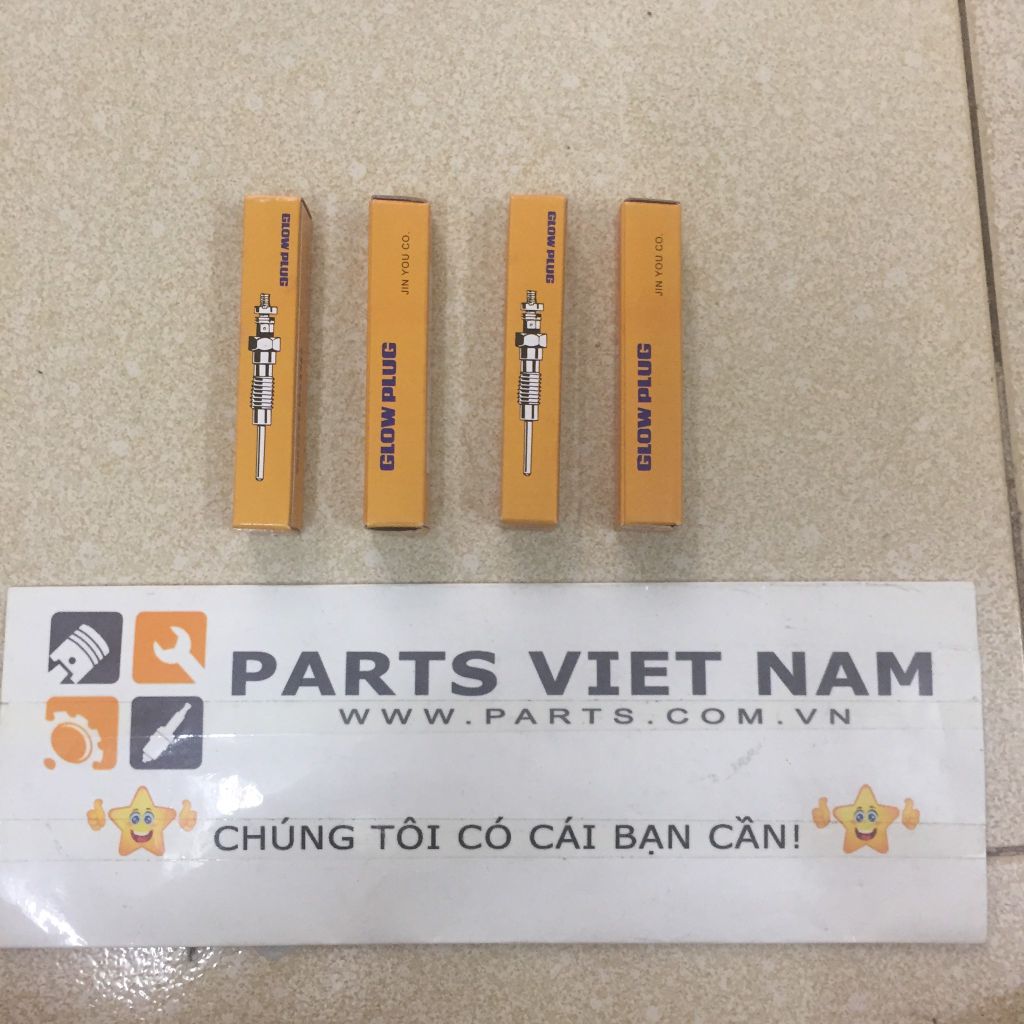 GLOW PLUG
JIN YOU CO.
GLOW PLUG
GLOW PLUG
JIN YOU CO.
GLOW PLUG
PARTS VIET NAM
WWW.PARTS.COM.VN
CHÚNG TÔI CÓ CÁI BẠN CẦN!